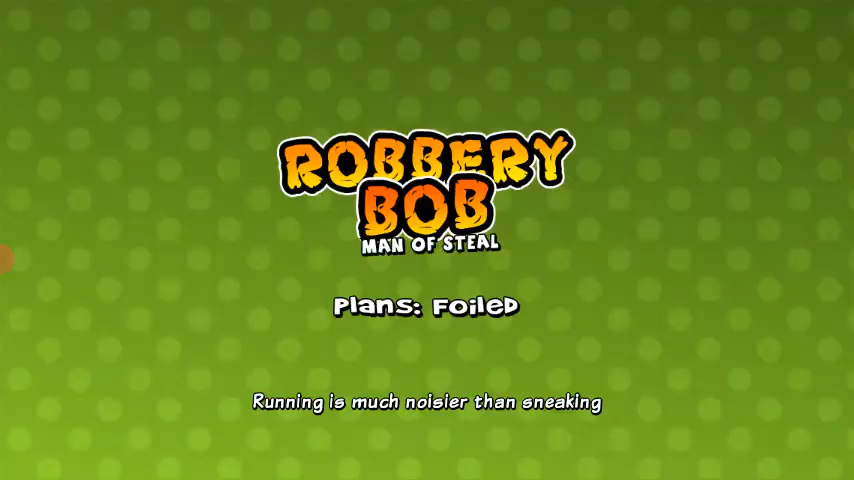 ROBBERY
BOB
MAN OF STEAL
Plans: Foiled
Running is much noisier than sneaking